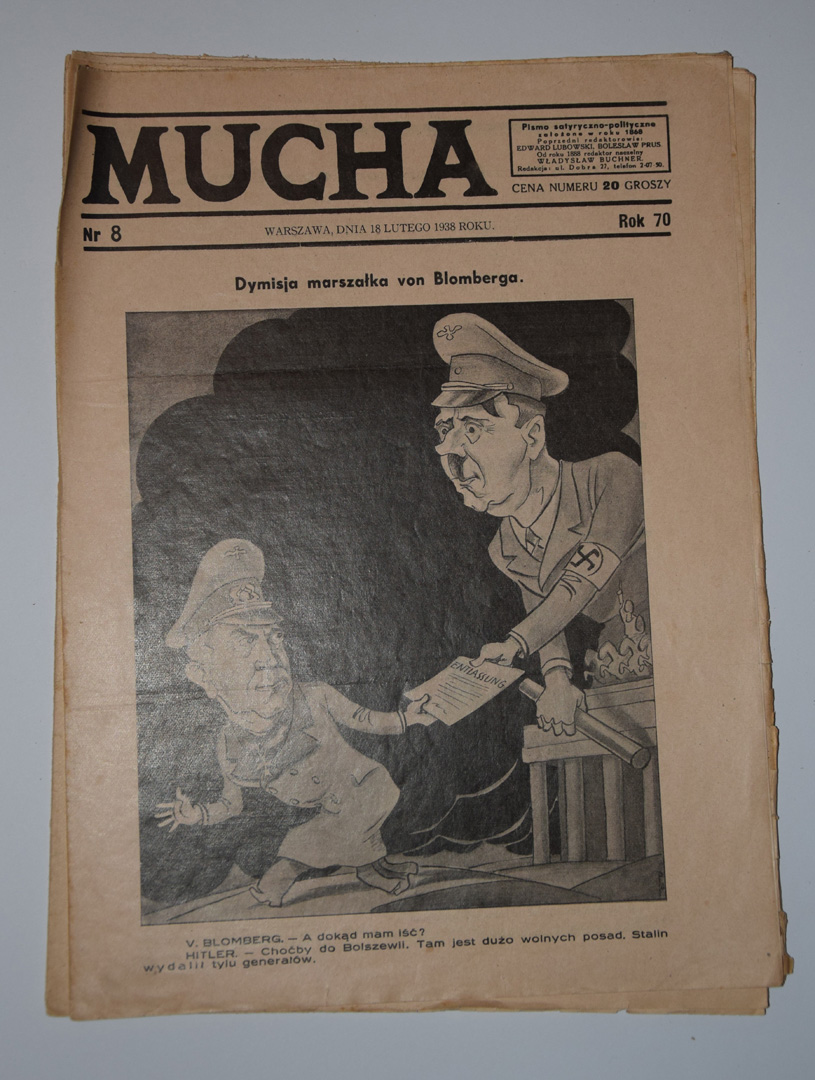 MUCHA
Pismo satyryczno-polityczne
założone w roku 1868
Poprzedni redaktorowie:
EDWARD LUBOWSKI, BOLESŁAW PRUS.
Od roku 1888 redaktor naczelny
WŁADYSŁAW BUCHNER.
Redakcja: ul. Dobra 27, telefon 2-07 50.
CENA NUMERU 20 GROSZY
Nr 8
WARSZAWA, DNIA 18 LUTEGO 1938 ROKU.
Rok 70
Dymisja marszałka von Blomberga.
ENTLASSUNG
V. BLOMBERG. — A dokąd mam iść?
HITLER. — Choćby do Bolszewii. Tam jest dużo wolnych posad. Stalin
wydalił tylu generałów.